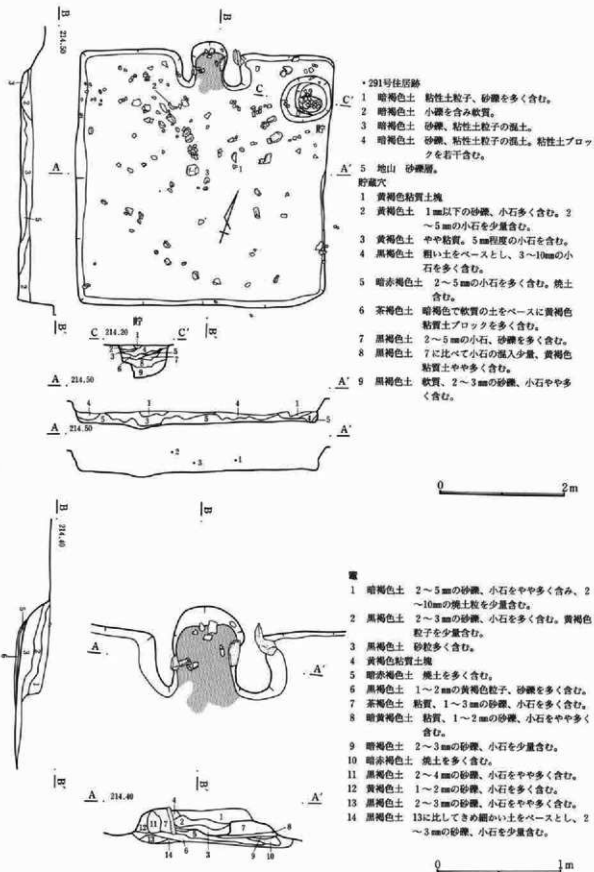 B
B'
214.50
B
214.50
・291号住居跡
1 暗褐色土 粘性土粒子、砂礫を多く含む。
2 暗褐色土 小礫を含み軟質。
3 暗褐色土 砂礫、粘性土粒子の混土。
4 暗褐色土 砂礫、粘性土粒子の混土。粘性土ブロッ
クを若干含む。
5 地山 砂礫層。
貯蔵穴
1 黄褐色粘質土塊
2 黄褐色土 1㎜以下の砂礫、小石多く含む。2
～5㎜の小石を少量含む。
3 黄褐色土 やや粘質。5㎜程度の小石を含む。
4 黒褐色土 粗い土をベースとし、3～10㎜の小
石を多く含む。
5 暗赤褐色土 2～5㎜の小石を多く含む。焼土
含む。
6 茶褐色土 暗褐色で軟質の土をベースに黄褐色
粘質土ブロックを多く含む。
7 黒褐色土 2～5㎜の小石、砂礫を多く含む。
8 黒褐色土 7に比べて小石の混入少量、黄褐色
粘質土やや多く含む。
9 黒褐色土 軟質、2～3㎜の砂礫、小石やや多
く含む。
C
C'
貯
A
A'
貯
C 214.20 C'
A 214.50 A'
A 214.50 A'
0 2m
B
214.40
B
竈
1 暗褐色土 2～5㎜の砂礫、小石をやや多く含み、2
～10㎜の焼土粒を少量含む。
2 黒褐色土 2～3㎜の砂礫、小石を多く含む。黄褐色
粒子を少量含む。
3 黒褐色土 砂粒多く含む。
4 黄褐色粘質土塊
5 暗赤褐色土 焼土を多く含む。
6 黒褐色土 1～2㎜の黄褐色粒子、砂礫を多く含む。
7 茶褐色土 粘質、1～3㎜の砂礫、小石を多く含む。
8 暗黄褐色土 粘質、1～2㎜の砂礫、小石をやや多く
含む。
9 暗褐色土 2～3㎜の砂礫、小石を少量含む。
10 暗赤褐色土 焼土を多く含む。
11 黒褐色土 2～4㎜の砂礫、小石をやや多く含む。
12 黄褐色土 1～2㎜の砂礫、小石を多く含む。
13 黒褐色土 2～3㎜の砂礫、小石をやや多く含む。
14 黒褐色土 13に比してきめ細かい土をベースとし、2
～3㎜の砂礫、小石を少量含む。
A
A'
B'
B'
A 214.40 A'
0 1m